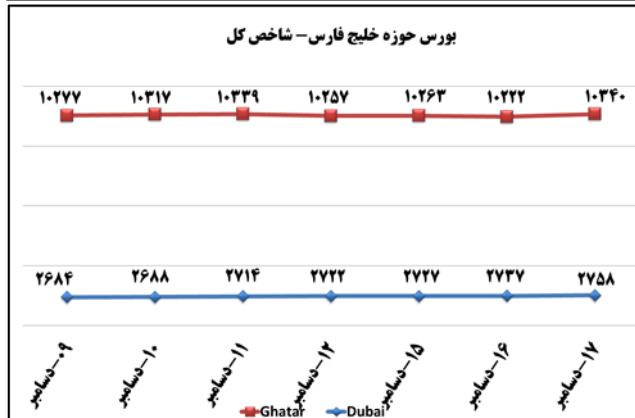 بورس حوزه خلیج فارس– شاخص کل
۱۰۲۷۷ ۱۰۳۱۷ ۱۰۳۳۹ ۱۰۲۵۷ ۱۰۲۶۳ ۱۰۲۲۲ ۱۰۳۴۰
۲۶۸۴ ۲۶۸۸ ۲۷۱۴ ۲۷۲۲ ۲۷۲۷ ۲۷۳۷ ۲۷۵۸
۰۹–دسامبر ۱۰–دسامبر ۱۱–دسامبر ۱۲–دسامبر ۱۵–دسامبر ۱۶–دسامبر ۱۷–دسامبر
Ghatar Dubai